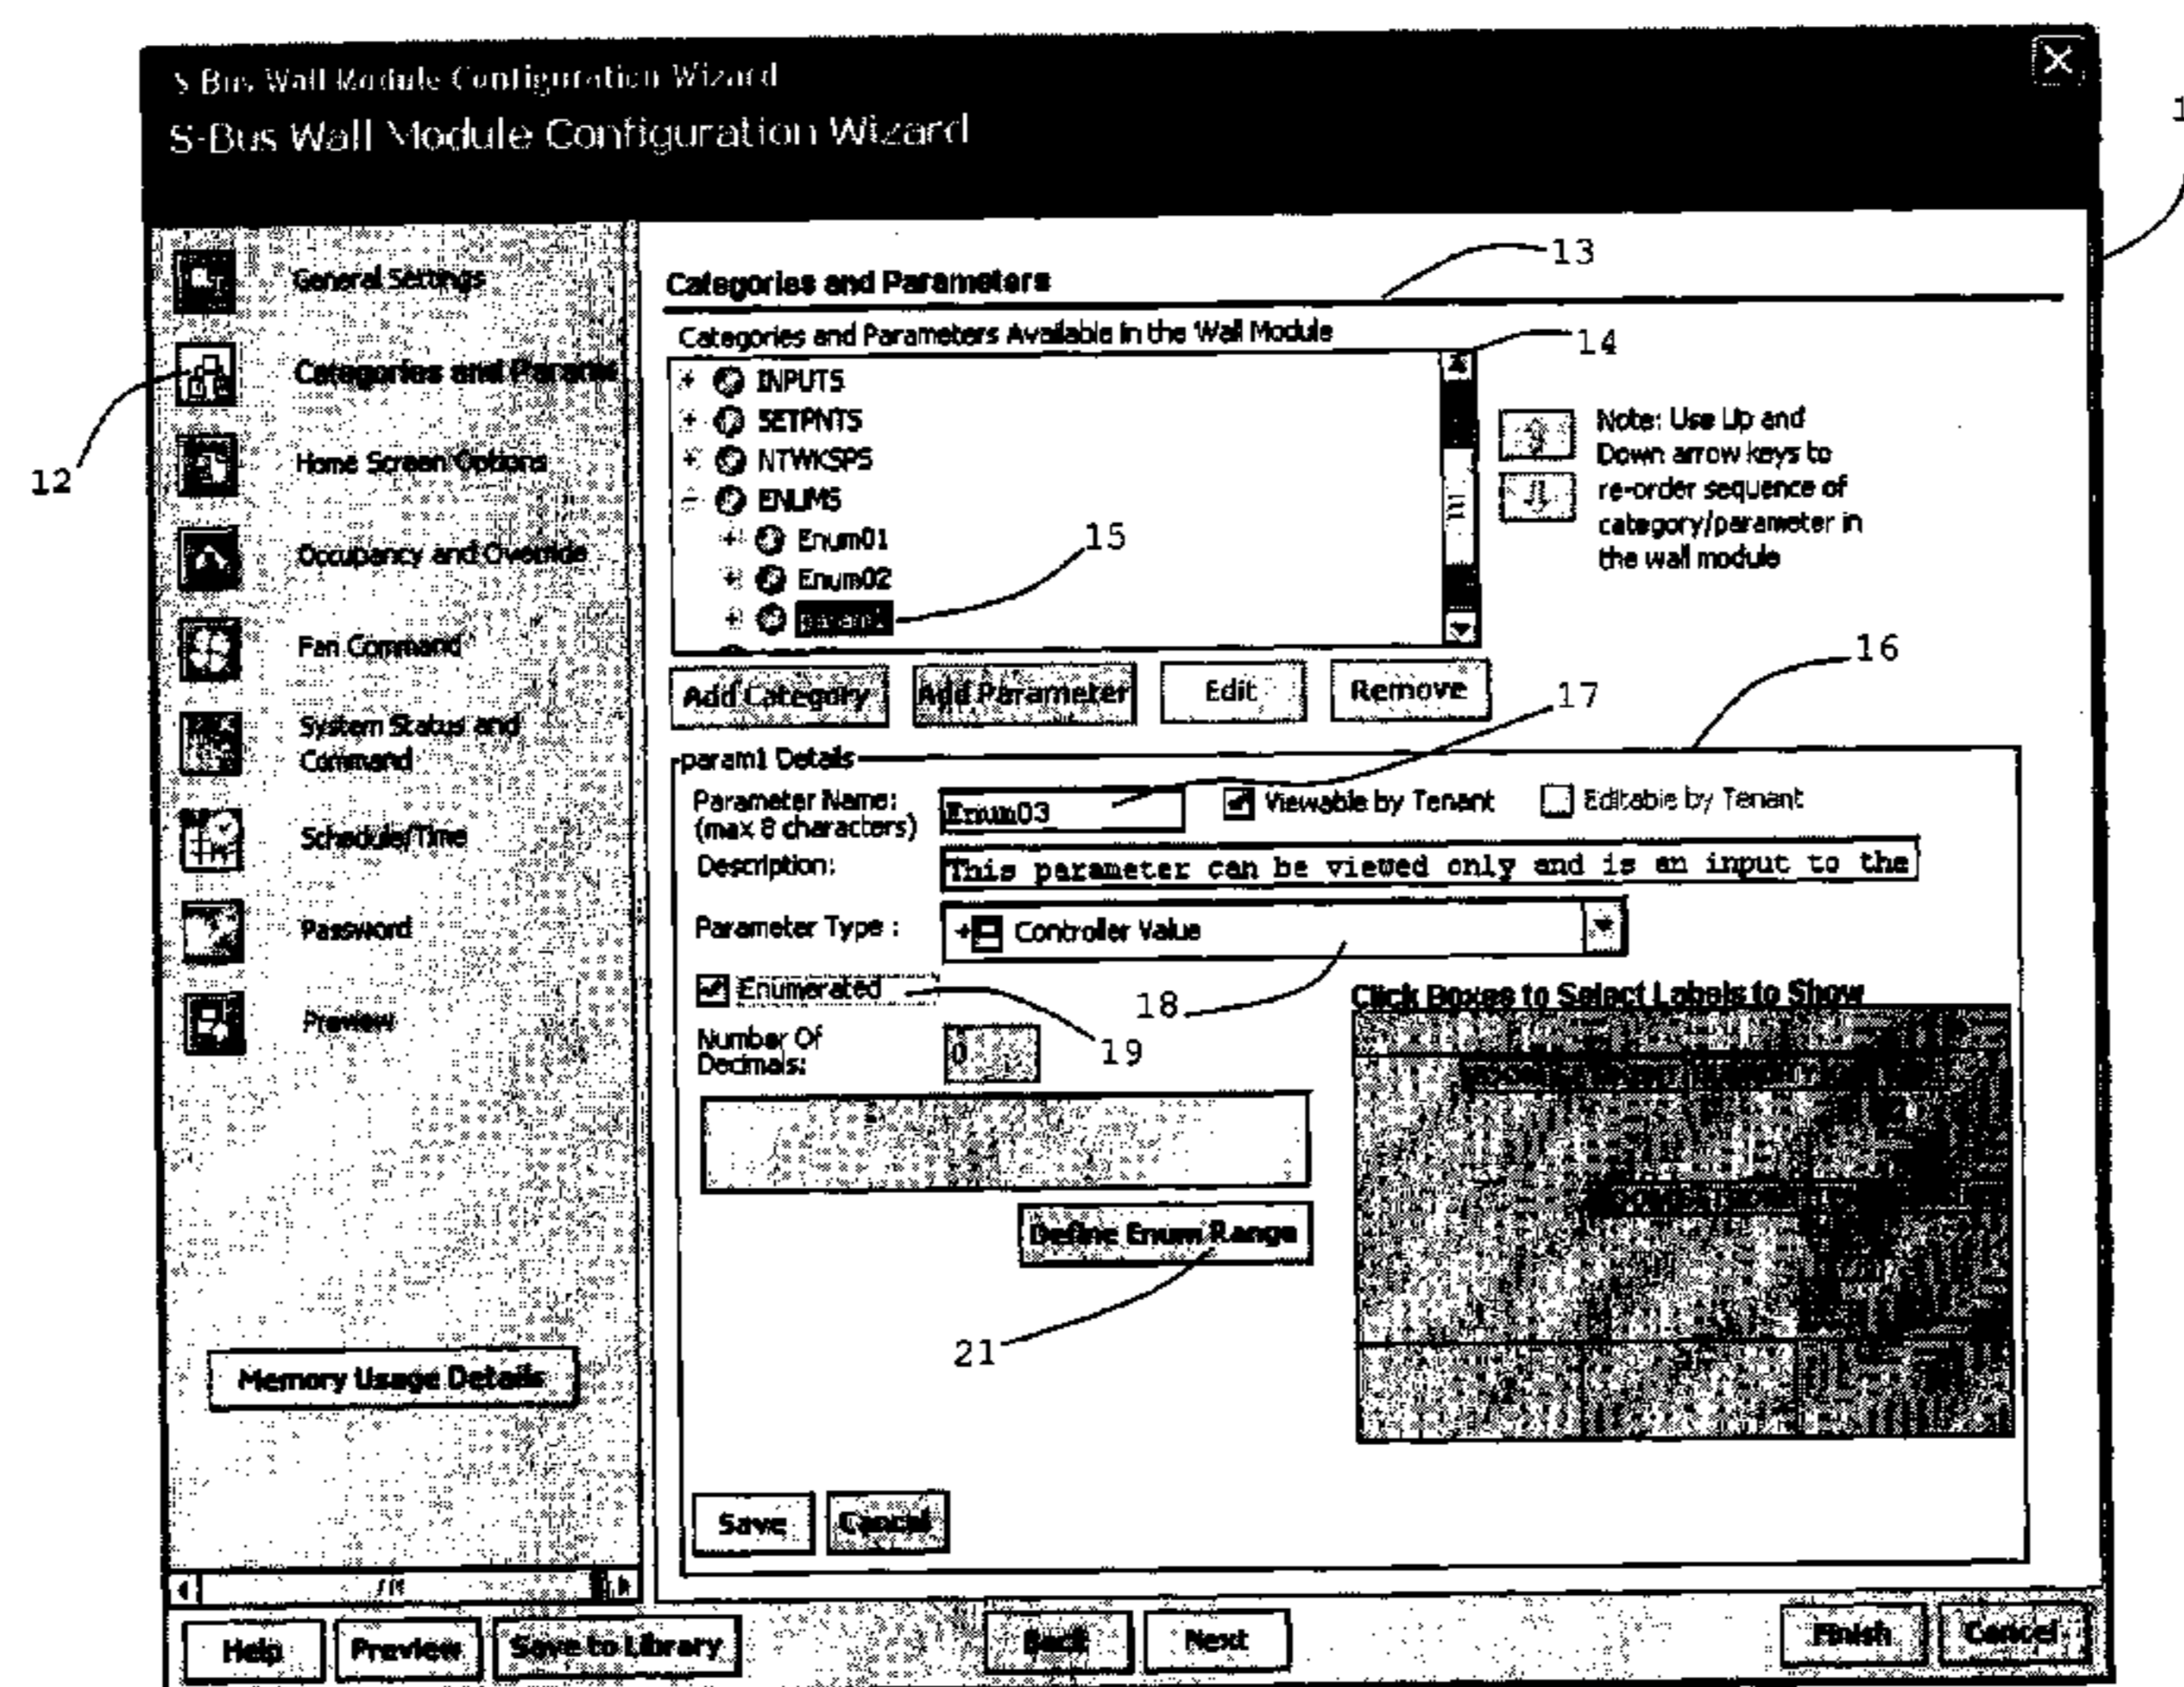 S-Bus Wall Module Configuration Wizard
S-Bus Wall Module Configuration Wizard
1
General Settings
Categories and Parame
Home Screen Options
Occupancy and Override
Fan Command
System Status and
Command
Schedule/Time
Password
Preview
Memory Usage Details
12
Categories and Parameters
13
Categories and Parameters Available in the Wall Module
14
INPUTS
SETPNTS
NTWKSPS
ENUMS
Enum01
Enum02
param1
15
Note: Use Up and
Down arrow keys to
re-order sequence of
category/parameter in
the wall module
Add Category
Add Parameter
Edit
Remove
16
17
param1 Details
Parameter Name:
(max 8 characters)
Enum03
Viewable by Tenant
Editable by Tenant
Description:
This parameter can be viewed only and is an input to the
Parameter Type :
Controller Value
18
Enumerated
19
Number Of
Decimals:
0
Click Boxes to Select Labels to Show
Define Enum Range
21
Save
Cancel
Help
Preview
Save to Library
Back
Next
Finish
Cancel